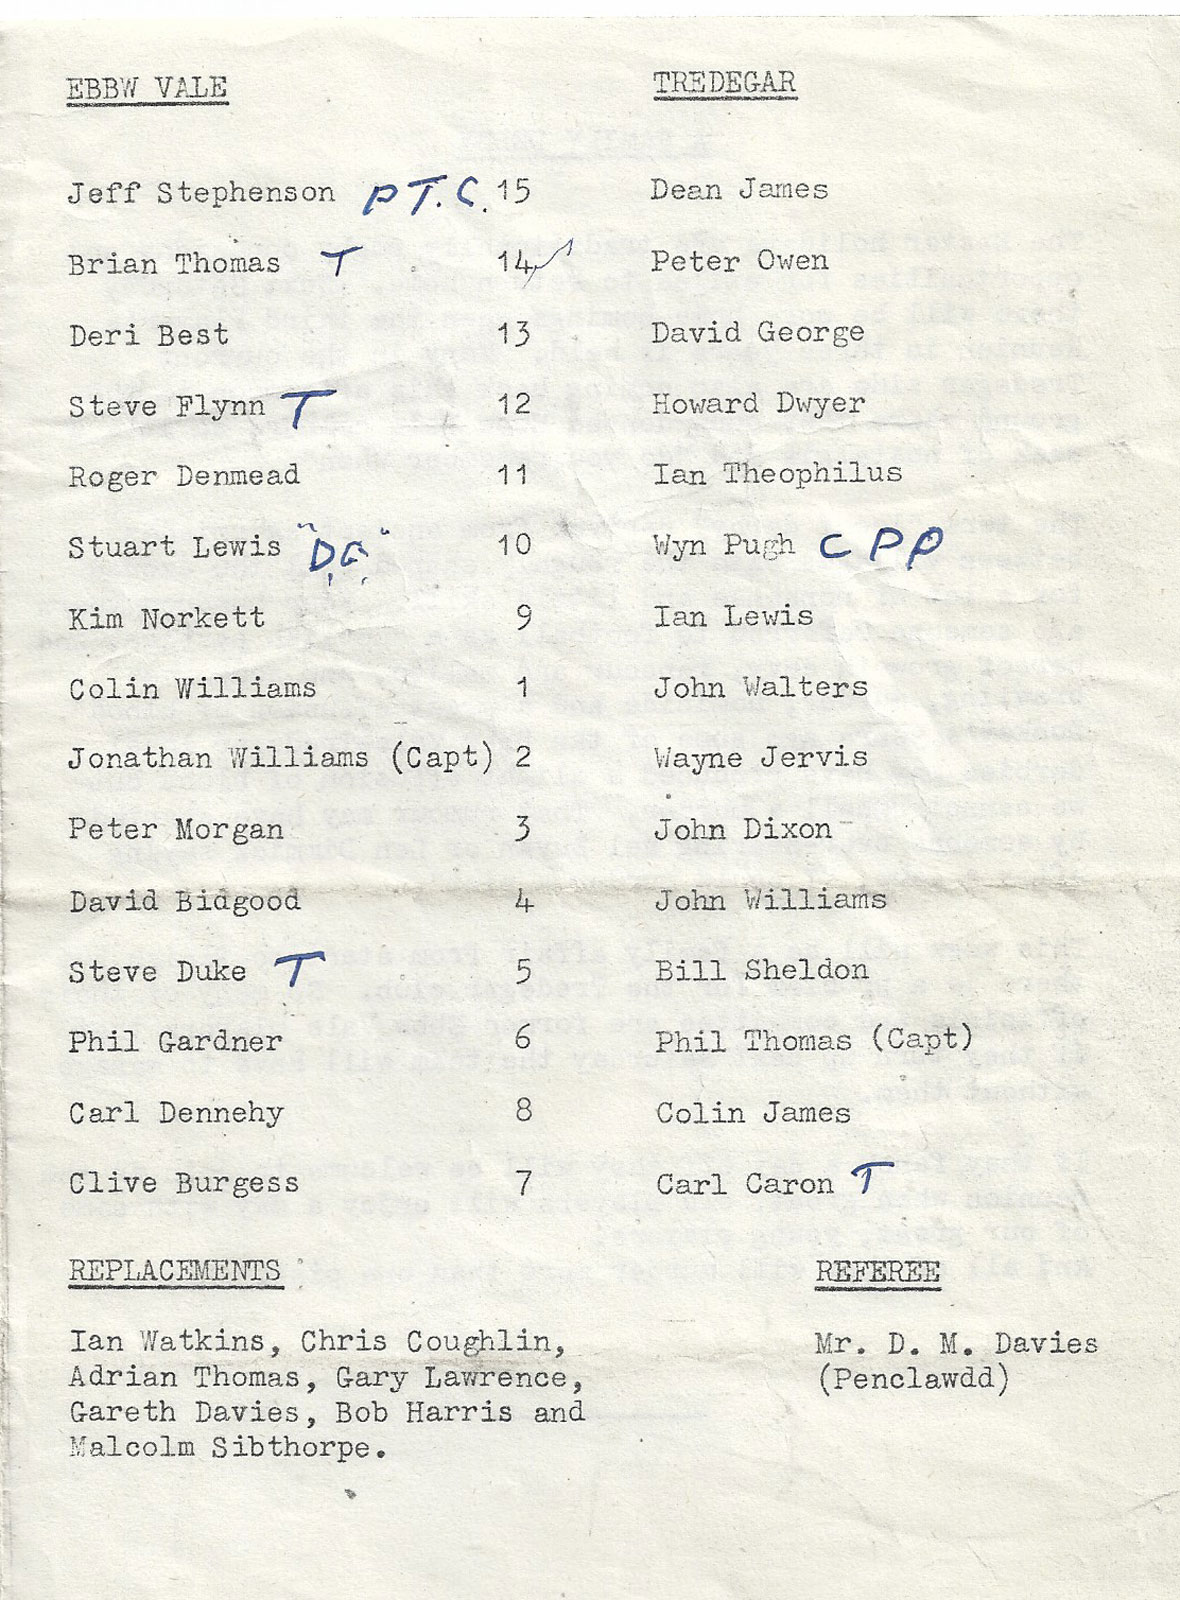 EBBW VALE TREDEGAR
Jeff Stephenson P T. C. 15 Dean James
Brian Thomas T 14 Peter Owen
Deri Best 13 David George
Steve Flynn T 12 Howard Dwyer
Roger Denmead 11 Ian Theophilus
Stuart Lewis "D.G." 10 Wyn Pugh C P P
Kim Norkett 9 Ian Lewis
Colin Williams 1 John Walters
Jonathan Williams (Capt) 2 Wayne Jervis
Peter Morgan 3 John Dixon
David Bidgood 4 John Williams
Steve Duke T 5 Bill Sheldon
Phil Gardner 6 Phil Thomas (Capt)
Carl Dennehy 8 Colin James
Clive Burgess 7 Carl Caron T
REPLACEMENTS REFEREE
Ian Watkins, Chris Coughlin, Mr. D. M. Davies
Adrian Thomas, Gary Lawrence, (Penclawdd)
Gareth Davies, Bob Harris and
Malcolm Sibthorpe.